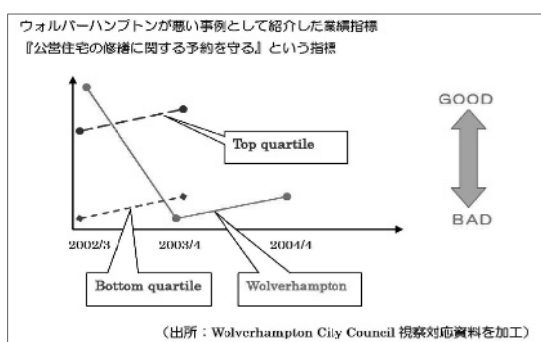 ウォルバーハンプトンが悪い事例として紹介した業績指標
『公営住宅の修繕に関する予約を守る』という指標
GOOD
Top quartile
BAD
2002/3 2003/4 2004/4
Bottom quartile
Wolverhampton
（出所：Wolverhampton City Council 視察対応資料を加工）